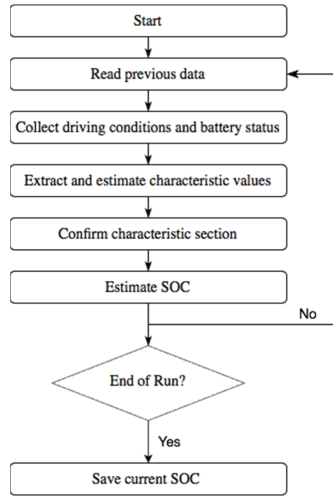 Start
Read previous data
Collect driving conditions and battery status
Extract and estimate characteristic values
Confirm characteristic section
Estimate SOC
No
End of Run?
Yes
Save current SOC